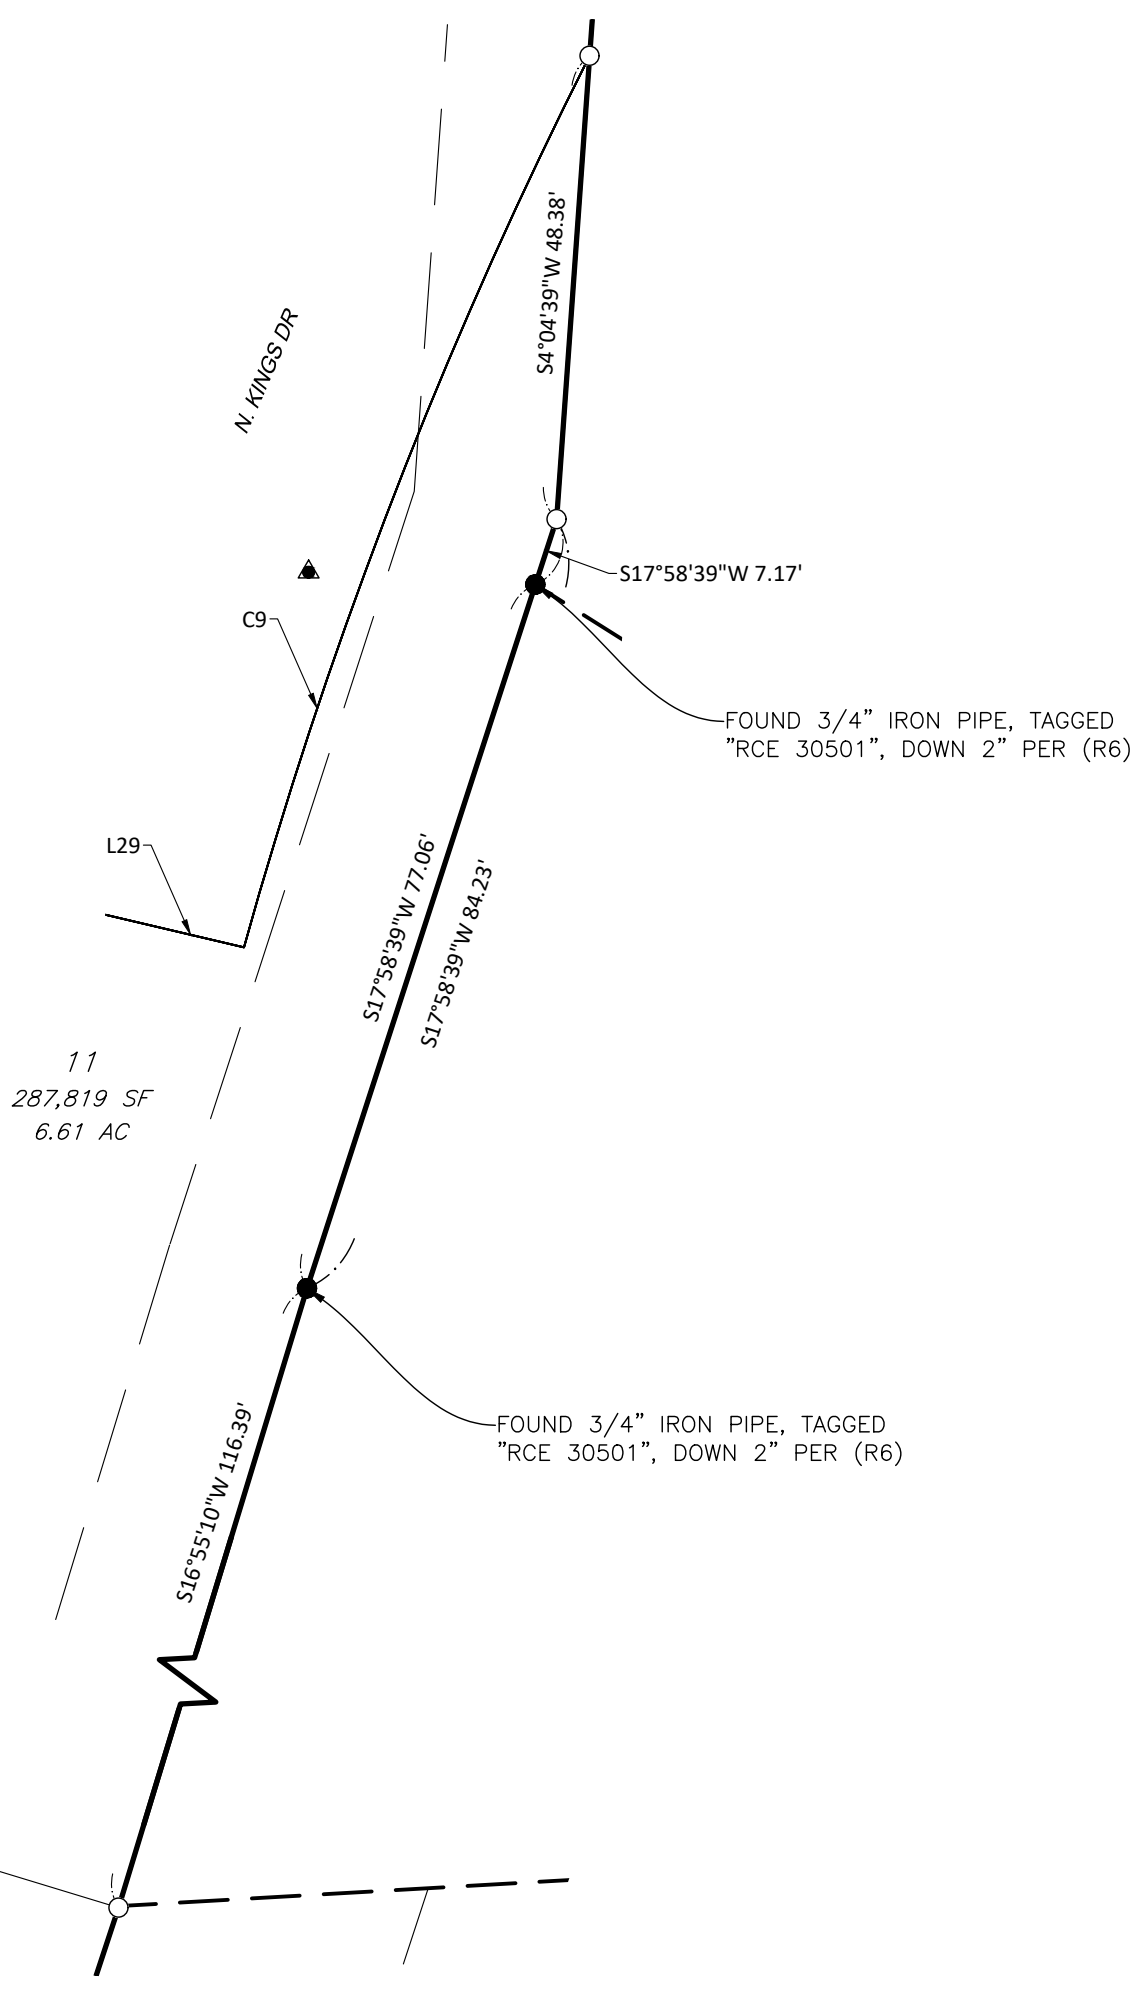 S4°04'39"W 48.38'
N. KINGS DR
S17°58'39"W 7.17'
C9
FOUND 3/4” IRON PIPE, TAGGED
”RCE 30501”, DOWN 2” PER (R6)
L29
S17°58'39"W 77.06'
S17°58'39"W 84.23'
11
287,819 SF
6.61 AC
FOUND 3/4” IRON PIPE, TAGGED
”RCE 30501”, DOWN 2” PER (R6)
S16°55'10"W 116.39'